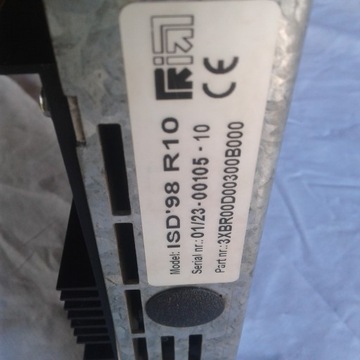 Model: ISD'98 R10
Serial nr.: 01/23-00105-10
Part nr.: 3XBR00D00300B000
CE